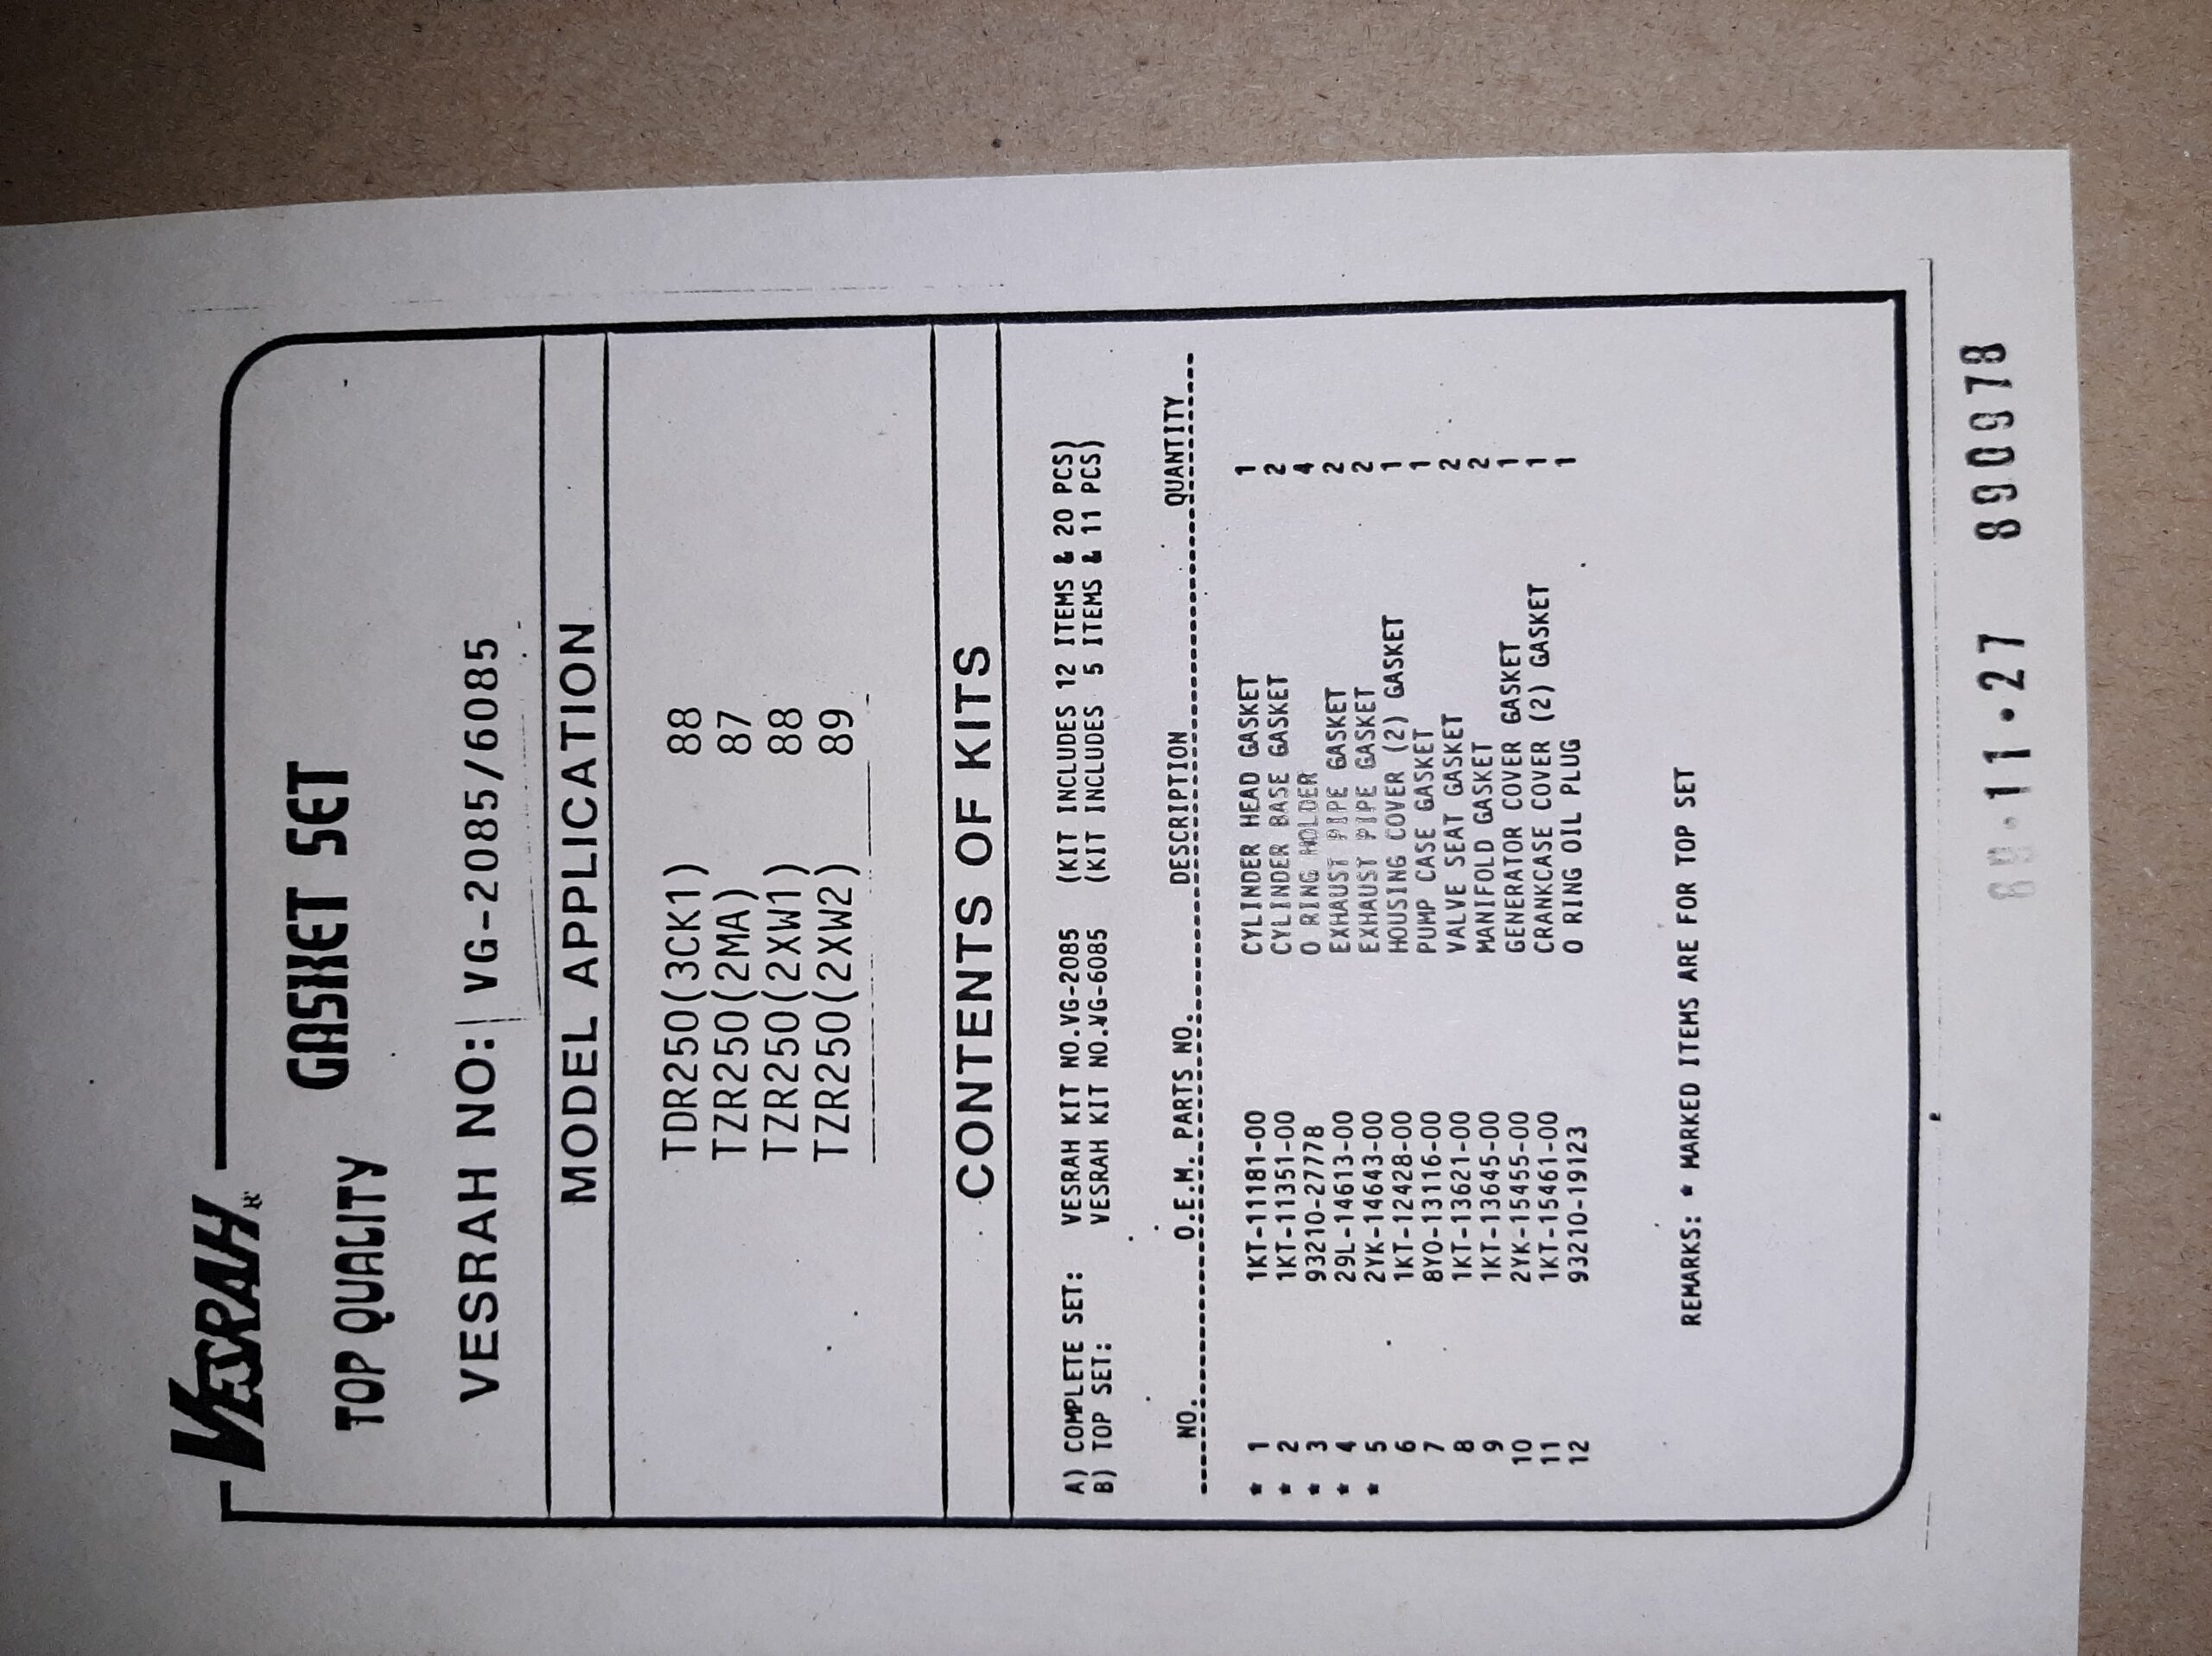 VESRAH®
TOP QUALITY GASKET SET
VESRAH NO: VG-2085/6085
MODEL APPLICATION
TDR250(3CK1) 88
TZR250(2MA) 87
TZR250(2XW1) 88
TZR250(2XW2) 89
CONTENTS OF KITS
A) COMPLETE SET: VESRAH KIT NO.VG-2085 (KIT INCLUDES 12 ITEMS & 20 PCS)
B) TOP SET: VESRAH KIT NO.VG-6085 (KIT INCLUDES 5 ITEMS & 11 PCS)
NO. O.E.M. PARTS NO. DESCRIPTION QUANTITY
* 1 1KT-11181-00 CYLINDER HEAD GASKET 1
* 2 1KT-11351-00 CYLINDER BASE GASKET 2
* 3 93210-27778 O RING HOLDER 4
* 4 29L-14613-00 EXHAUST PIPE GASKET 2
* 5 2YK-14643-00 EXHAUST PIPE GASKET 2
6 1KT-12428-00 HOUSING COVER (2) GASKET 1
7 8Y0-13116-00 PUMP CASE GASKET 1
8 1KT-13621-00 VALVE SEAT GASKET 2
9 1KT-13645-00 MANIFOLD GASKET 2
10 2YK-15455-00 GENERATOR COVER GASKET 1
11 1KT-15461-00 CRANKCASE COVER (2) GASKET 1
12 93210-19123 O RING OIL PLUG 1
REMARKS: * MARKED ITEMS ARE FOR TOP SET
89·11·27 890978